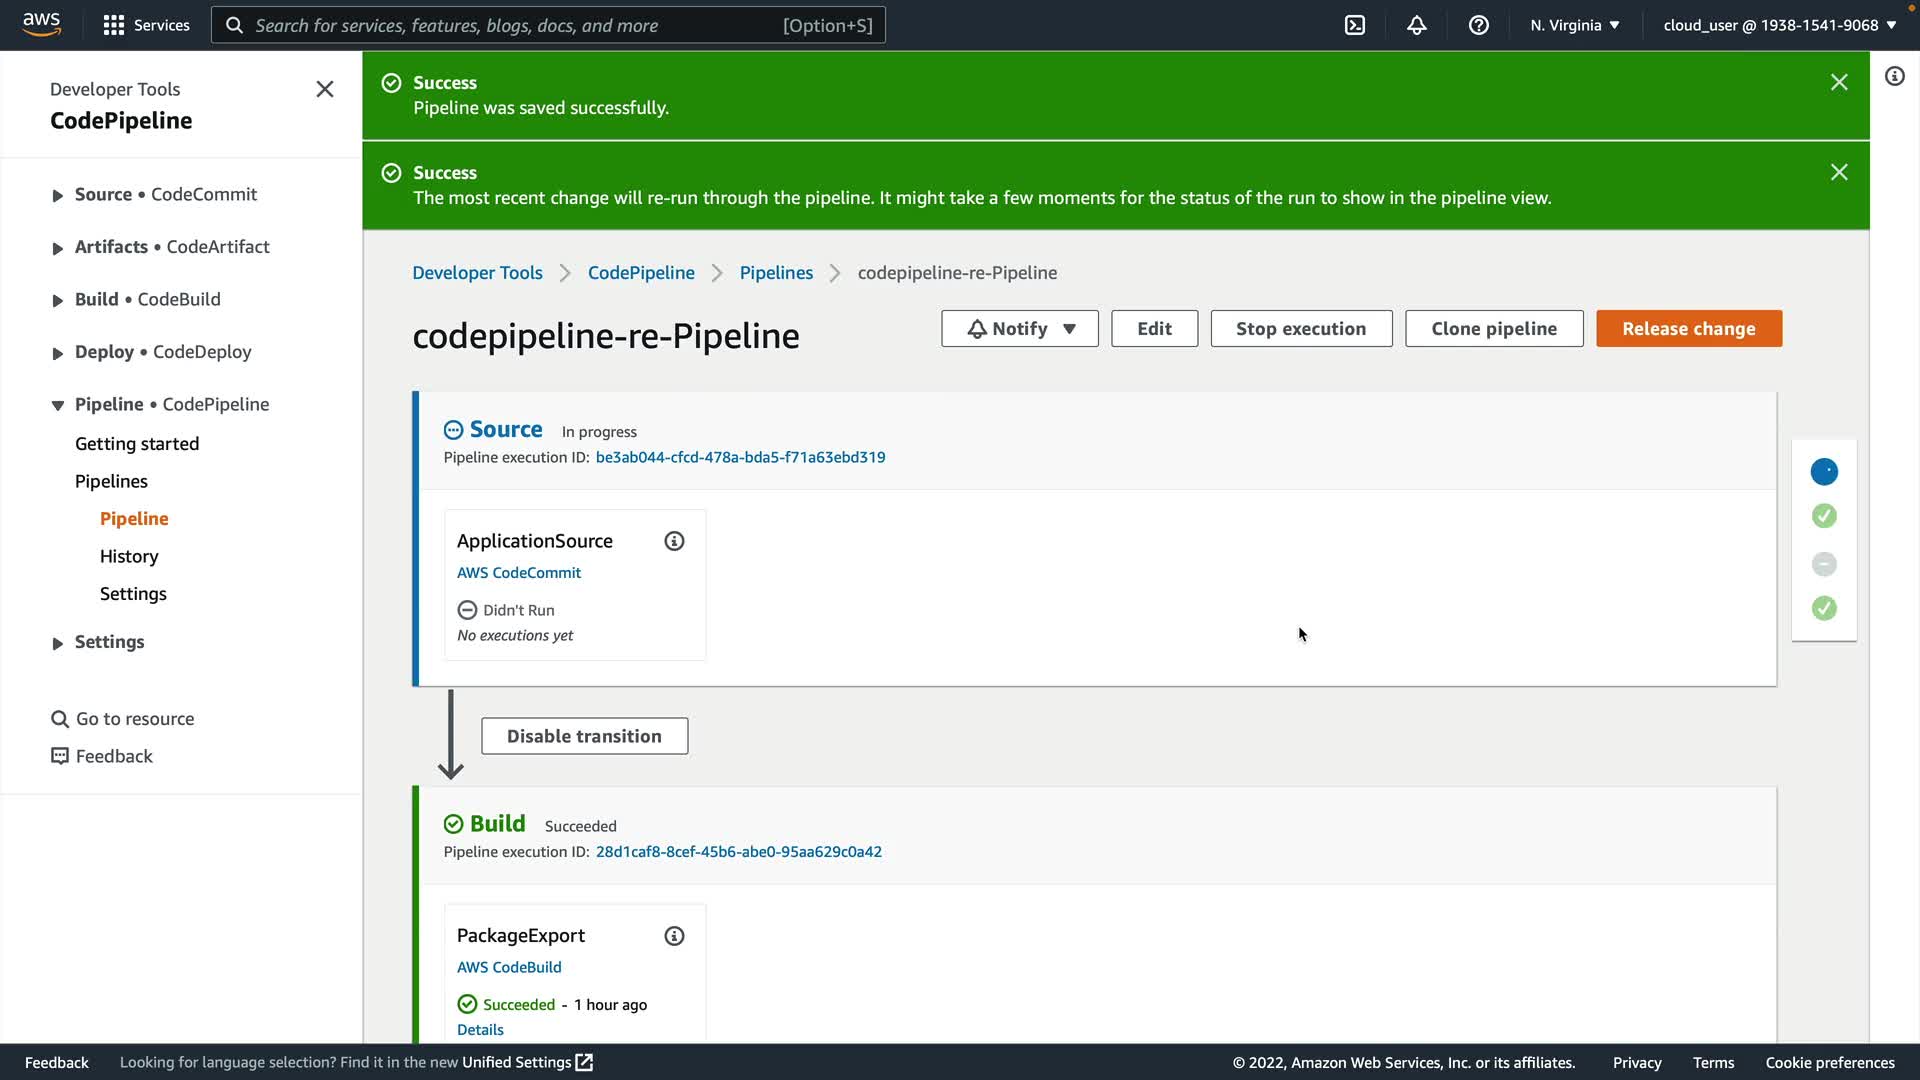 aws
Services
Search for services, features, blogs, docs, and more
[Option+S]
N. Virginia
cloud_user @ 1938-1541-9068
Developer Tools
CodePipeline
Source • CodeCommit
Artifacts • CodeArtifact
Build • CodeBuild
Deploy • CodeDeploy
Pipeline • CodePipeline
Getting started
Pipelines
Pipeline
History
Settings
Settings
Go to resource
Feedback
Success
Pipeline was saved successfully.
Success
The most recent change will re-run through the pipeline. It might take a few moments for the status of the run to show in the pipeline view.
Developer Tools
CodePipeline
Pipelines
codepipeline-re-Pipeline
codepipeline-re-Pipeline
Notify
Edit
Stop execution
Clone pipeline
Release change
Source In progress
Pipeline execution ID: be3ab044-cfcd-478a-bda5-f71a63ebd319
ApplicationSource
AWS CodeCommit
Didn't Run
No executions yet
Disable transition
Build Succeeded
Pipeline execution ID: 28d1caf8-8cef-45b6-abe0-95aa629c0a42
PackageExport
AWS CodeBuild
Succeeded - 1 hour ago
Details
Feedback
Looking for language selection? Find it in the new Unified Settings
© 2022, Amazon Web Services, Inc. or its affiliates.
Privacy
Terms
Cookie preferences